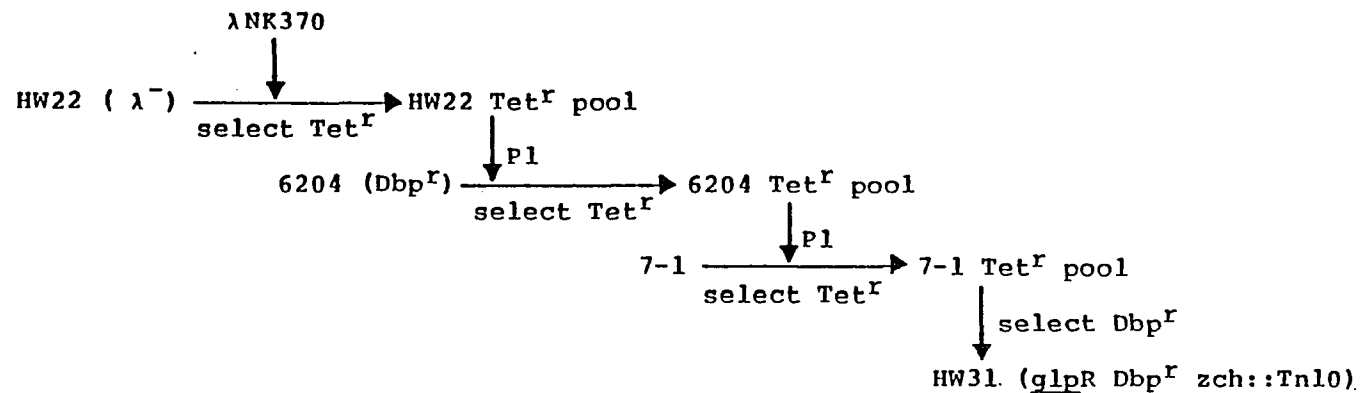 λNK370
HW22 ( λ⁻) HW22 Tetʳ pool
select Tetʳ
P1
6204 (Dbpʳ) 6204 Tetʳ pool
select Tetʳ
P1
7-1 7-1 Tetʳ pool
select Tetʳ
select Dbpʳ
HW31. (glpR Dbpʳ zch::Tn10).